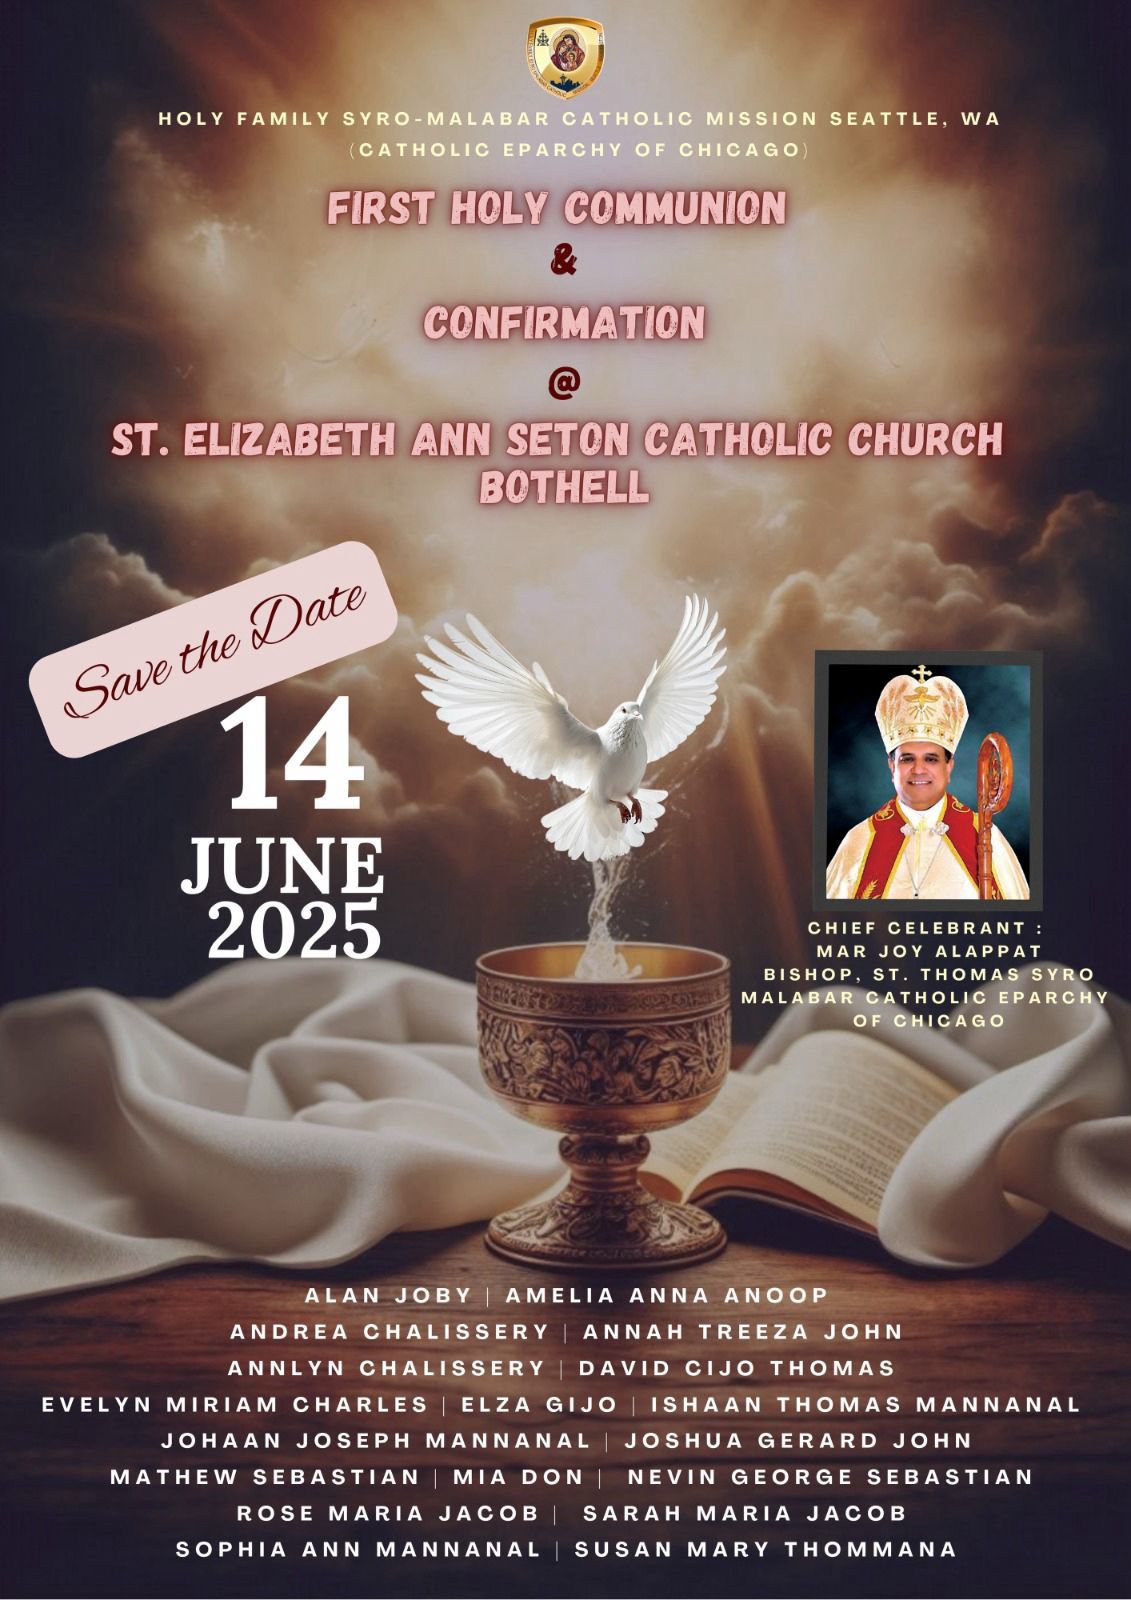 HOLY FAMILY SYRO-MALABAR CATHOLIC MISSION SEATTLE, WA
(CATHOLIC EPARCHY OF CHICAGO)
FIRST HOLY COMMUNION
&
CONFIRMATION
@
ST. ELIZABETH ANN SETON CATHOLIC CHURCH
BOTHELL
Save the Date
14
JUNE
2025
CHIEF CELEBRANT :
MAR JOY ALAPPAT
BISHOP, ST. THOMAS SYRO
MALABAR CATHOLIC EPARCHY
OF CHICAGO
ALAN JOBY | AMELIA ANNA ANOOP
ANDREA CHALISSERY | ANNAH TREEZA JOHN
ANNLYN CHALISSERY | DAVID CIJO THOMAS
EVELYN MIRIAM CHARLES | ELZA GIJO | ISHAAN THOMAS MANNANAL
JOHAAN JOSEPH MANNANAL | JOSHUA GERARD JOHN
MATHEW SEBASTIAN | MIA DON | NEVIN GEORGE SEBASTIAN
ROSE MARIA JACOB | SARAH MARIA JACOB
SOPHIA ANN MANNANAL | SUSAN MARY THOMMANA